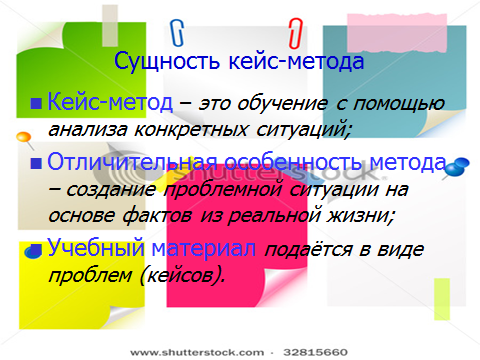 Сущность кейс-метода
Кейс-метод – это обучение с помощью
анализа конкретных ситуаций;
Отличительная особенность метода
– создание проблемной ситуации на
основе фактов из реальной жизни;
Учебный материал подаётся в виде
проблем (кейсов).
shutterstock
www.shutterstock.com · 32815660